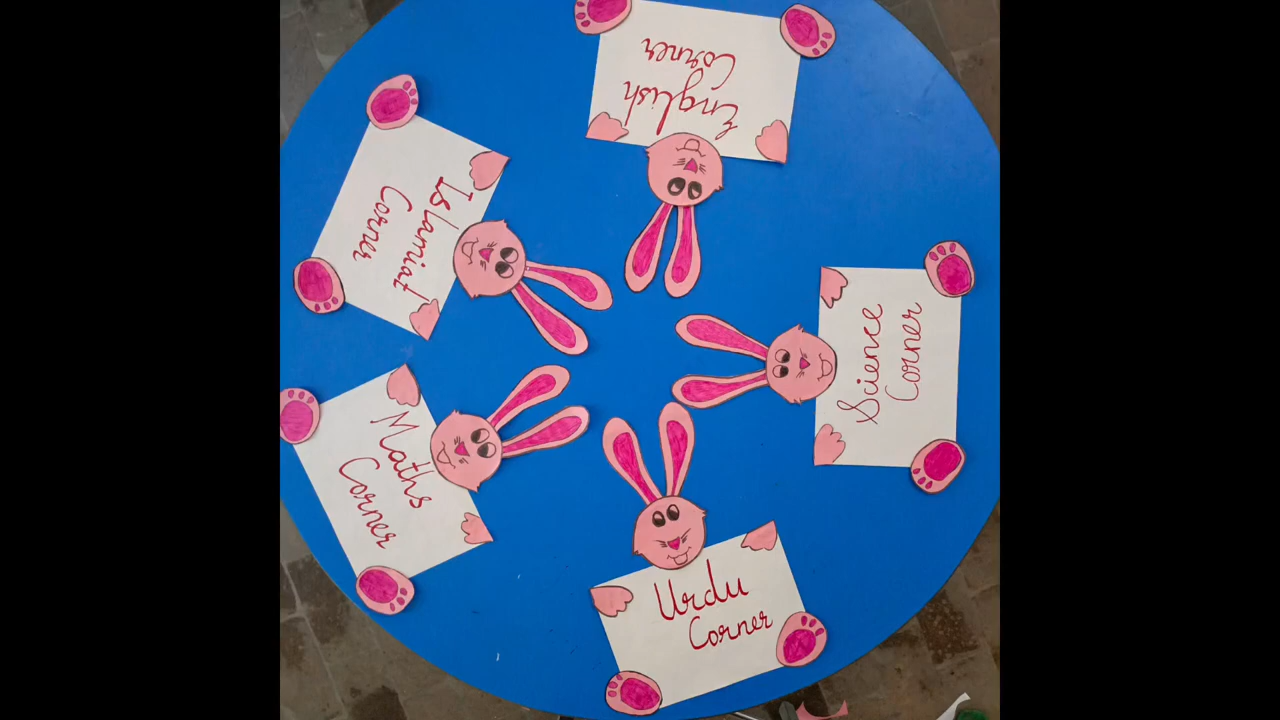 English
Corner
Islamiat
Corner
Science
Corner
Maths
Corner
Urdu
Corner